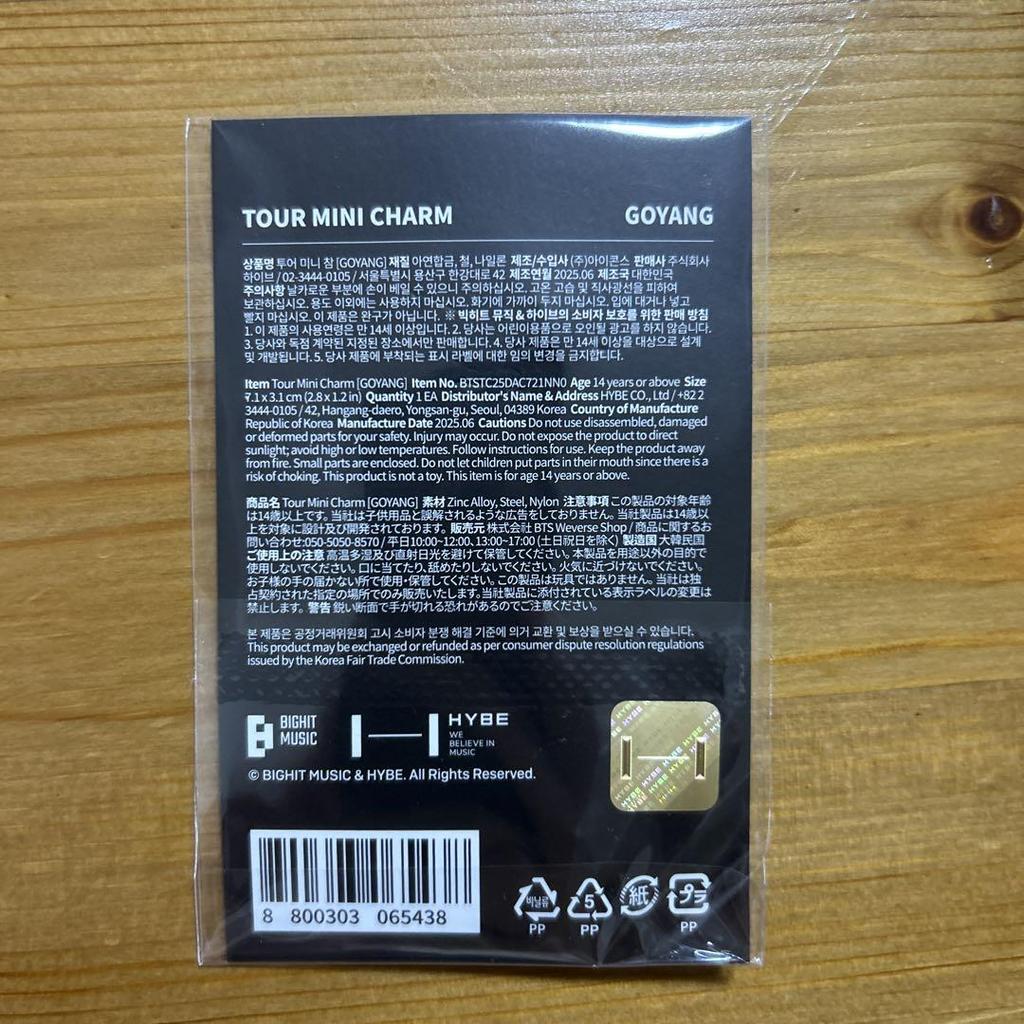 TOUR MINI CHARM GOYANG
상품명 투어 미니 참 [GOYANG] 재질 아연합금, 철, 나일론 제조/수입사 (주)아이콘스 판매사 주식회사
하이브 / 02-3444-0105 / 서울특별시 용산구 한강대로 42 제조연월 2025.06 제조국 대한민국
주의사항 날카로운 부분에 손이 베일 수 있으니 주의하십시오. 고온 고습 및 직사광선을 피하여
보관하십시오. 용도 이외에는 사용하지 마십시오. 화기에 가까이 두지 마십시오. 입에 대거나 넣고
빨지 마십시오. 이 제품은 완구가 아닙니다. ※ 빅히트 뮤직 & 하이브의 소비자 보호를 위한 판매 방침
1. 이 제품의 사용연령은 만 14세 이상입니다. 2. 당사는 어린이용품으로 오인될 광고를 하지 않습니다.
3. 당사와 독점 계약된 지정된 장소에서만 판매합니다. 4. 당사 제품은 만 14세 이상을 대상으로 설계
및 개발됩니다. 5. 당사 제품에 부착되는 표시 라벨에 대한 임의 변경을 금지합니다.
Item Tour Mini Charm [GOYANG] Item No. BTSTC25DAC721NN0 Age 14 years or above Size
7.1 x 3.1 cm (2.8 x 1.2 in) Quantity 1 EA Distributor's Name & Address HYBE CO., Ltd / +82 2
3444-0105 / 42, Hangang-daero, Yongsan-gu, Seoul, 04389 Korea Country of Manufacture
Republic of Korea Manufacture Date 2025.06 Cautions Do not use disassembled, damaged
or deformed parts for your safety. Injury may occur. Do not expose the product to direct
sunlight; avoid high or low temperatures. Follow instructions for use. Keep the product away
from fire. Small parts are enclosed. Do not let children put parts in their mouth since there is a
risk of choking. This product is not a toy. This item is for age 14 years or above.
商品名 Tour Mini Charm [GOYANG] 素材 Zinc Alloy, Steel, Nylon 注意事項 この製品の対象年齢
は14歳以上です。当社は子供用品と誤解されるような広告をしておりません。当社製品は14歳以
上を対象に設計及び開発されております。販売元 株式会社 BTS Weverse Shop / 商品に関するお
問い合わせ:050-5050-8570 / 平日10:00~12:00、13:00~17:00 (土日祝日を除く) 製造国 大韓民国
ご使用上の注意 高温多湿及び直射日光を避けて保管してください。本製品を用途以外の目的で
使用しないでください。口に当てたり、舐めたりしないでください。火気に近づけないでください。
お子様の手の届かない所で使用・保管してください。この製品は玩具ではありません。当社は独
占契約された指定の場所でのみ販売いたします。当社製品に添付されている表示ラベルの変更は
禁止します。警告 鋭い断面で手が切れる恐れがあるのでご注意ください。
본 제품은 공정거래위원회 고시 소비자 분쟁 해결 기준에 의거 교환 및 보상을 받으실 수 있습니다.
This product may be exchanged or refunded as per consumer dispute resolution regulations
issued by the Korea Fair Trade Commission.
BIGHIT
MUSIC
HYBE
WE
BELIEVE IN
MUSIC
© BIGHIT MUSIC & HYBE. All Rights Reserved.
HYBE HYBE HYBE
8 800303 065438
비닐류 5 紙 プラ
PP PP PP